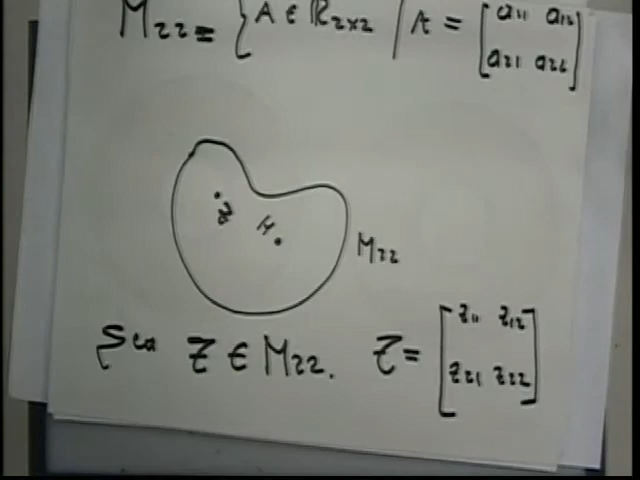 M₂₂ = { A ∈ ℝ₂ₓ₂ / A = [ a₁₁ a₁₂
a₂₁ a₂₂ ]
Z
H
M₂₂
Sea Z ∈ M₂₂. Z = [ z₁₁ z₁₂
z₂₁ z₂₂ ]